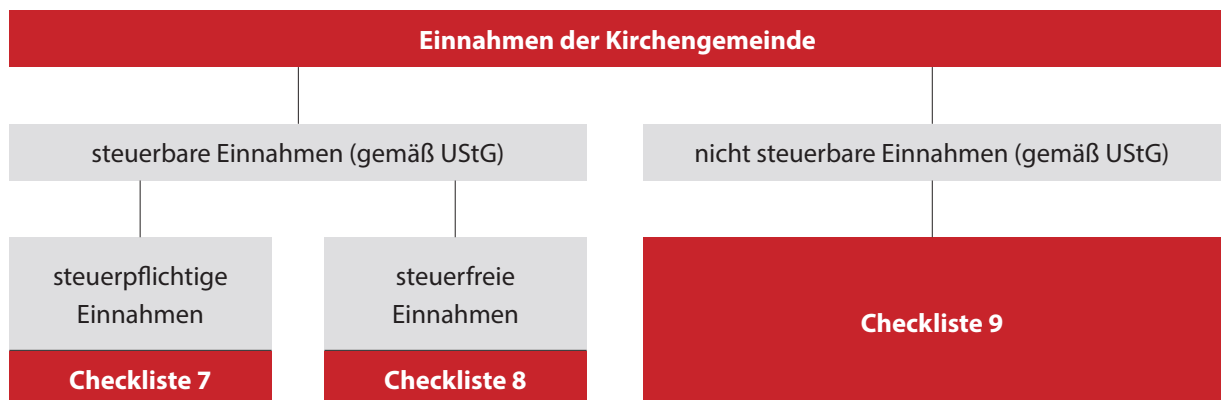 Einnahmen der Kirchengemeinde
steuerbare Einnahmen (gemäß UStG)
nicht steuerbare Einnahmen (gemäß UStG)
steuerpflichtige
Einnahmen
Checkliste 7
steuerfreie
Einnahmen
Checkliste 8
Checkliste 9